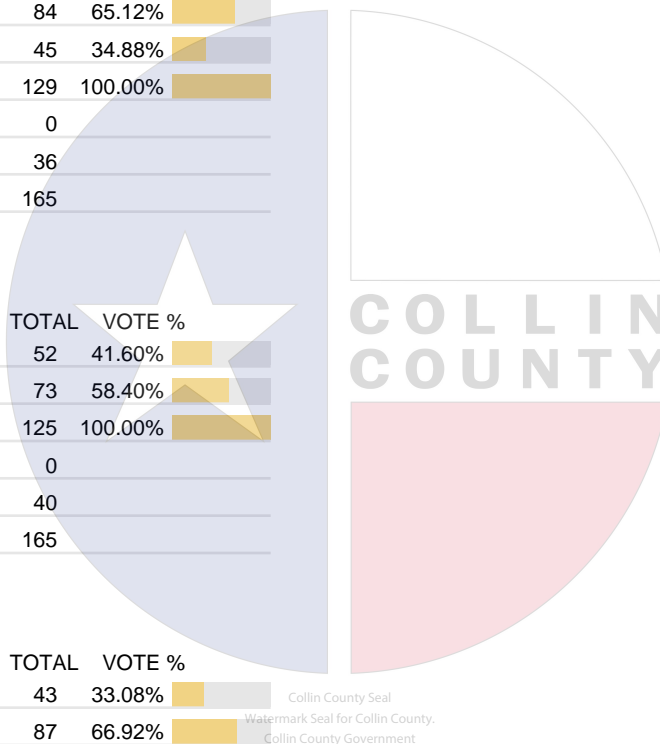 84 65.12%
45 34.88%
129 100.00%
0
36
165
TOTAL VOTE %
52 41.60%
73 58.40%
125 100.00%
0
40
165
TOTAL VOTE %
43 33.08%
87 66.92%
COLLIN
COUNTY
Collin County Seal
Watermark Seal for Collin County.
Collin County Government